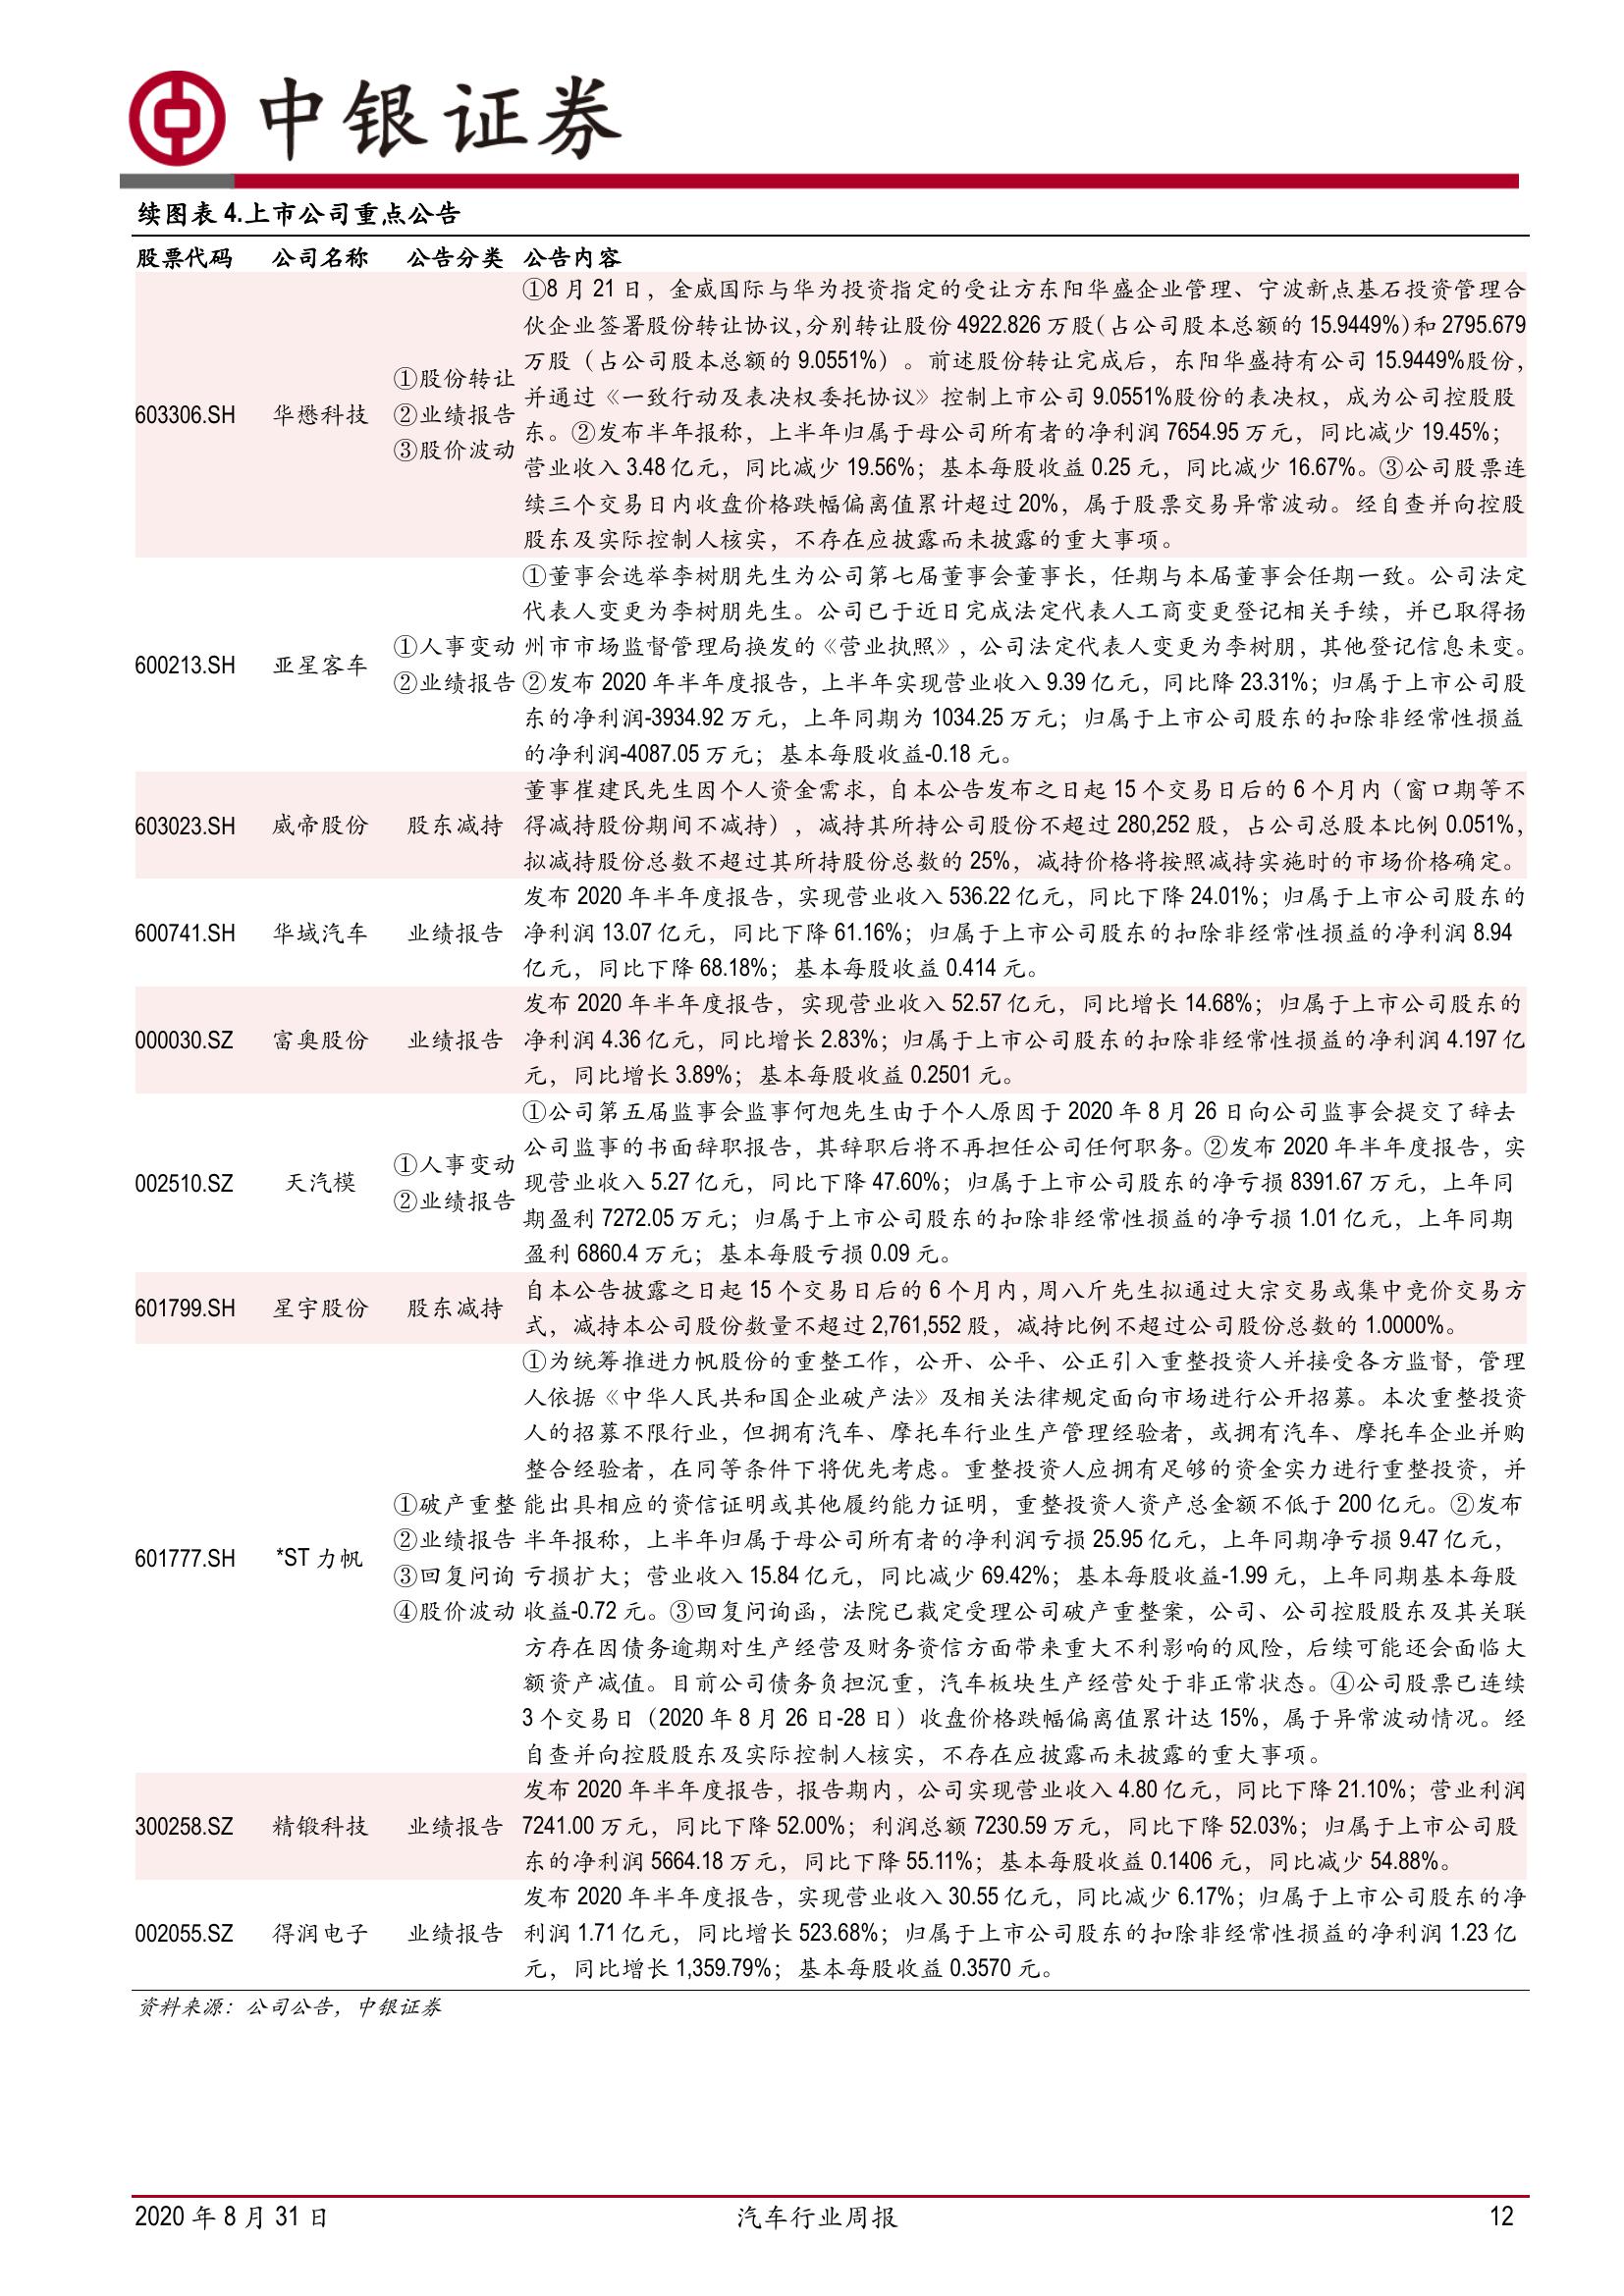 中银证券
续图表 4.上市公司重点公告
股票代码 公司名称 公告分类 公告内容
①8 月 21 日，金威国际与华为投资指定的受让方东阳华盛企业管理、宁波新点基石投资管理合
伙企业签署股份转让协议,分别转让股份 4922.826 万股(占公司股本总额的 15.9449%)和 2795.679
万股（占公司股本总额的 9.0551%）。前述股份转让完成后，东阳华盛持有公司 15.9449%股份，
①股份转让
并通过《一致行动及表决权委托协议》控制上市公司 9.0551%股份的表决权，成为公司控股股
603306.SH 华懋科技 ②业绩报告
东。②发布半年报称，上半年归属于母公司所有者的净利润 7654.95 万元，同比减少 19.45%；
③股价波动
营业收入 3.48 亿元，同比减少 19.56%；基本每股收益 0.25 元，同比减少 16.67%。③公司股票连
续三个交易日内收盘价格跌幅偏离值累计超过 20%，属于股票交易异常波动。经自查并向控股
股东及实际控制人核实，不存在应披露而未披露的重大事项。
①董事会选举李树朋先生为公司第七届董事会董事长，任期与本届董事会任期一致。公司法定
代表人变更为李树朋先生。公司已于近日完成法定代表人工商变更登记相关手续，并已取得扬
①人事变动 州市市场监督管理局换发的《营业执照》，公司法定代表人变更为李树朋，其他登记信息未变。
600213.SH 亚星客车
②业绩报告 ②发布 2020 年半年度报告，上半年实现营业收入 9.39 亿元，同比降 23.31%；归属于上市公司股
东的净利润-3934.92 万元，上年同期为 1034.25 万元；归属于上市公司股东的扣除非经常性损益
的净利润-4087.05 万元；基本每股收益-0.18 元。
董事崔建民先生因个人资金需求，自本公告发布之日起 15 个交易日后的 6 个月内（窗口期等不
603023.SH 威帝股份 股东减持 得减持股份期间不减持），减持其所持公司股份不超过 280,252 股，占公司总股本比例 0.051%，
拟减持股份总数不超过其所持股份总数的 25%，减持价格将按照减持实施时的市场价格确定。
发布 2020 年半年度报告，实现营业收入 536.22 亿元，同比下降 24.01%；归属于上市公司股东的
600741.SH 华域汽车 业绩报告 净利润 13.07 亿元，同比下降 61.16%；归属于上市公司股东的扣除非经常性损益的净利润 8.94
亿元，同比下降 68.18%；基本每股收益 0.414 元。
发布 2020 年半年度报告，实现营业收入 52.57 亿元，同比增长 14.68%；归属于上市公司股东的
000030.SZ 富奥股份 业绩报告 净利润 4.36 亿元，同比增长 2.83%；归属于上市公司股东的扣除非经常性损益的净利润 4.197 亿
元，同比增长 3.89%；基本每股收益 0.2501 元。
①公司第五届监事会监事何旭先生由于个人原因于 2020 年 8 月 26 日向公司监事会提交了辞去
公司监事的书面辞职报告，其辞职后将不再担任公司任何职务。②发布 2020 年半年度报告，实
①人事变动
002510.SZ 天汽模 现营业收入 5.27 亿元，同比下降 47.60%；归属于上市公司股东的净亏损 8391.67 万元，上年同
②业绩报告
期盈利 7272.05 万元；归属于上市公司股东的扣除非经常性损益的净亏损 1.01 亿元，上年同期
盈利 6860.4 万元；基本每股亏损 0.09 元。
自本公告披露之日起 15 个交易日后的 6 个月内，周八斤先生拟通过大宗交易或集中竞价交易方
601799.SH 星宇股份 股东减持
式，减持本公司股份数量不超过 2,761,552 股，减持比例不超过公司股份总数的 1.0000%。
①为统筹推进力帆股份的重整工作，公开、公平、公正引入重整投资人并接受各方监督，管理
人依据《中华人民共和国企业破产法》及相关法律规定面向市场进行公开招募。本次重整投资
人的招募不限行业，但拥有汽车、摩托车行业生产管理经验者，或拥有汽车、摩托车企业并购
整合经验者，在同等条件下将优先考虑。重整投资人应拥有足够的资金实力进行重整投资，并
①破产重整 能出具相应的资信证明或其他履约能力证明，重整投资人资产总金额不低于 200 亿元。②发布
②业绩报告 半年报称，上半年归属于母公司所有者的净利润亏损 25.95 亿元，上年同期净亏损 9.47 亿元，
601777.SH *ST 力帆
③回复问询 亏损扩大；营业收入 15.84 亿元，同比减少 69.42%；基本每股收益-1.99 元，上年同期基本每股
④股价波动 收益-0.72 元。③回复问询函，法院已裁定受理公司破产重整案，公司、公司控股股东及其关联
方存在因债务逾期对生产经营及财务资信方面带来重大不利影响的风险，后续可能还会面临大
额资产减值。目前公司债务负担沉重，汽车板块生产经营处于非正常状态。④公司股票已连续
3 个交易日（2020 年 8 月 26 日-28 日）收盘价格跌幅偏离值累计达 15%，属于异常波动情况。经
自查并向控股股东及实际控制人核实，不存在应披露而未披露的重大事项。
发布 2020 年半年度报告，报告期内，公司实现营业收入 4.80 亿元，同比下降 21.10%；营业利润
300258.SZ 精锻科技 业绩报告 7241.00 万元，同比下降 52.00%；利润总额 7230.59 万元，同比下降 52.03%；归属于上市公司股
东的净利润 5664.18 万元，同比下降 55.11%；基本每股收益 0.1406 元，同比减少 54.88%。
发布 2020 年半年度报告，实现营业收入 30.55 亿元，同比减少 6.17%；归属于上市公司股东的净
002055.SZ 得润电子 业绩报告 利润 1.71 亿元，同比增长 523.68%；归属于上市公司股东的扣除非经常性损益的净利润 1.23 亿
元，同比增长 1,359.79%；基本每股收益 0.3570 元。
资料来源：公司公告，中银证券
2020 年 8 月 31 日 汽车行业周报 12